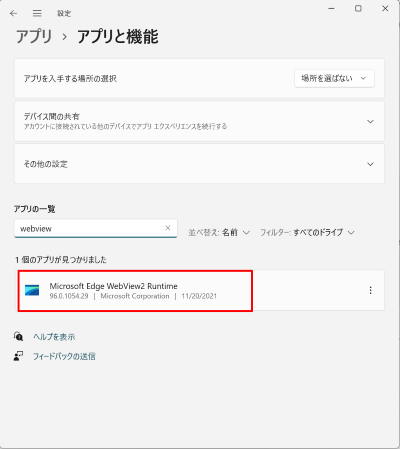 設定
アプリ › アプリと機能
アプリを入手する場所の選択
場所を選ばない
デバイス間の共有
アカウントに接続されている他のデバイスでアプリ エクスペリエンスを続行する
その他の設定
アプリの一覧
webview
並べ替え: 名前
フィルター: すべてのドライブ
1 個のアプリが見つかりました
Microsoft Edge WebView2 Runtime
96.0.1054.29 | Microsoft Corporation | 11/20/2021
ヘルプを表示
フィードバックの送信